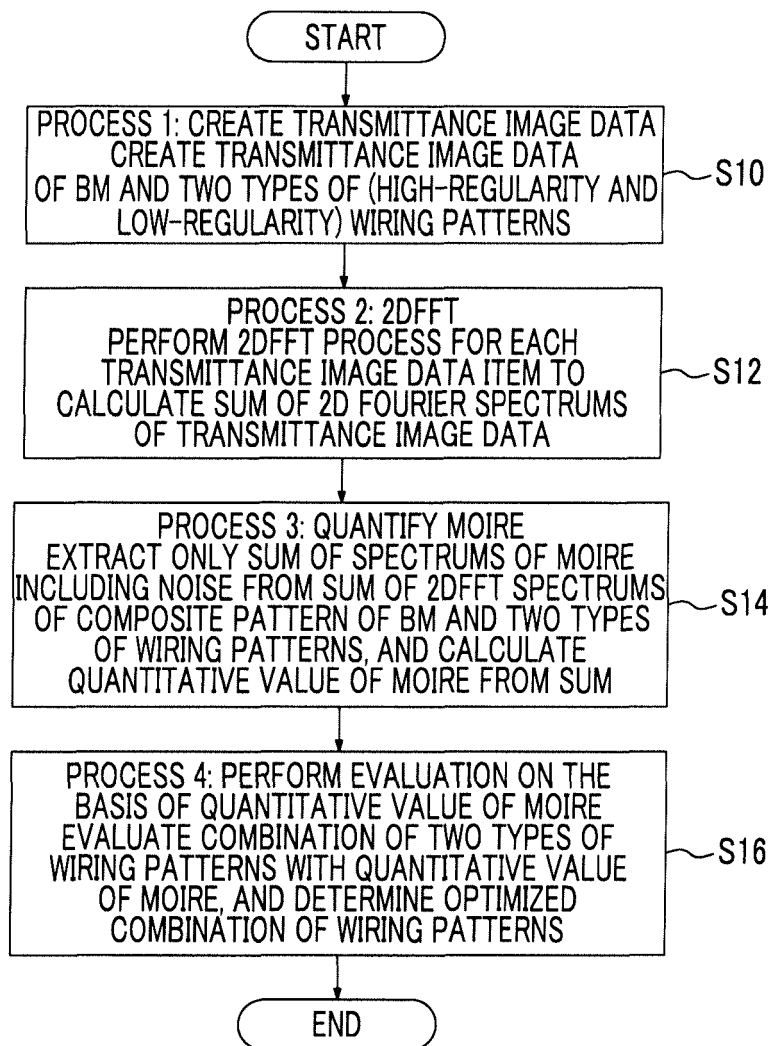 START
PROCESS 1: CREATE TRANSMITTANCE IMAGE DATA
CREATE TRANSMITTANCE IMAGE DATA
OF BM AND TWO TYPES OF (HIGH-REGULARITY AND
LOW-REGULARITY) WIRING PATTERNS
S10
PROCESS 2: 2DFFT
PERFORM 2DFFT PROCESS FOR EACH
TRANSMITTANCE IMAGE DATA ITEM TO
CALCULATE SUM OF 2D FOURIER SPECTRUMS
OF TRANSMITTANCE IMAGE DATA
S12
PROCESS 3: QUANTIFY MOIRE
EXTRACT ONLY SUM OF SPECTRUMS OF MOIRE
INCLUDING NOISE FROM SUM OF 2DFFT SPECTRUMS
OF COMPOSITE PATTERN OF BM AND TWO TYPES
OF WIRING PATTERNS, AND CALCULATE
QUANTITATIVE VALUE OF MOIRE FROM SUM
S14
PROCESS 4: PERFORM EVALUATION ON THE
BASIS OF QUANTITATIVE VALUE OF MOIRE
EVALUATE COMBINATION OF TWO TYPES OF
WIRING PATTERNS WITH QUANTITATIVE VALUE
OF MOIRE, AND DETERMINE OPTIMIZED
COMBINATION OF WIRING PATTERNS
S16
END